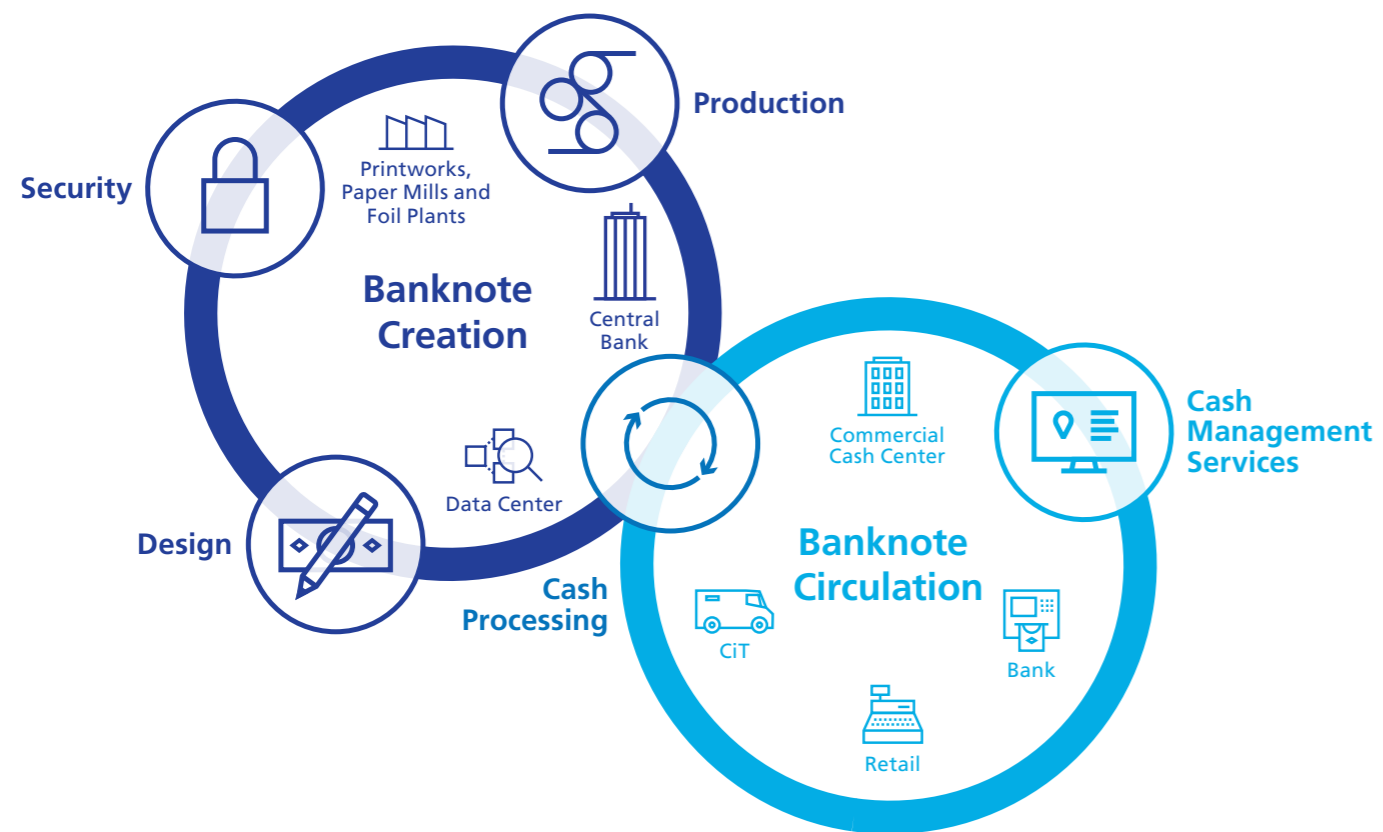 Production
Security
Printworks,
Paper Mills and
Foil Plants
Banknote
Creation
Central
Bank
Data Center
Design
Cash
Processing
Commercial
Cash Center
Cash
Management
Services
Banknote
Circulation
CiT
Bank
Retail